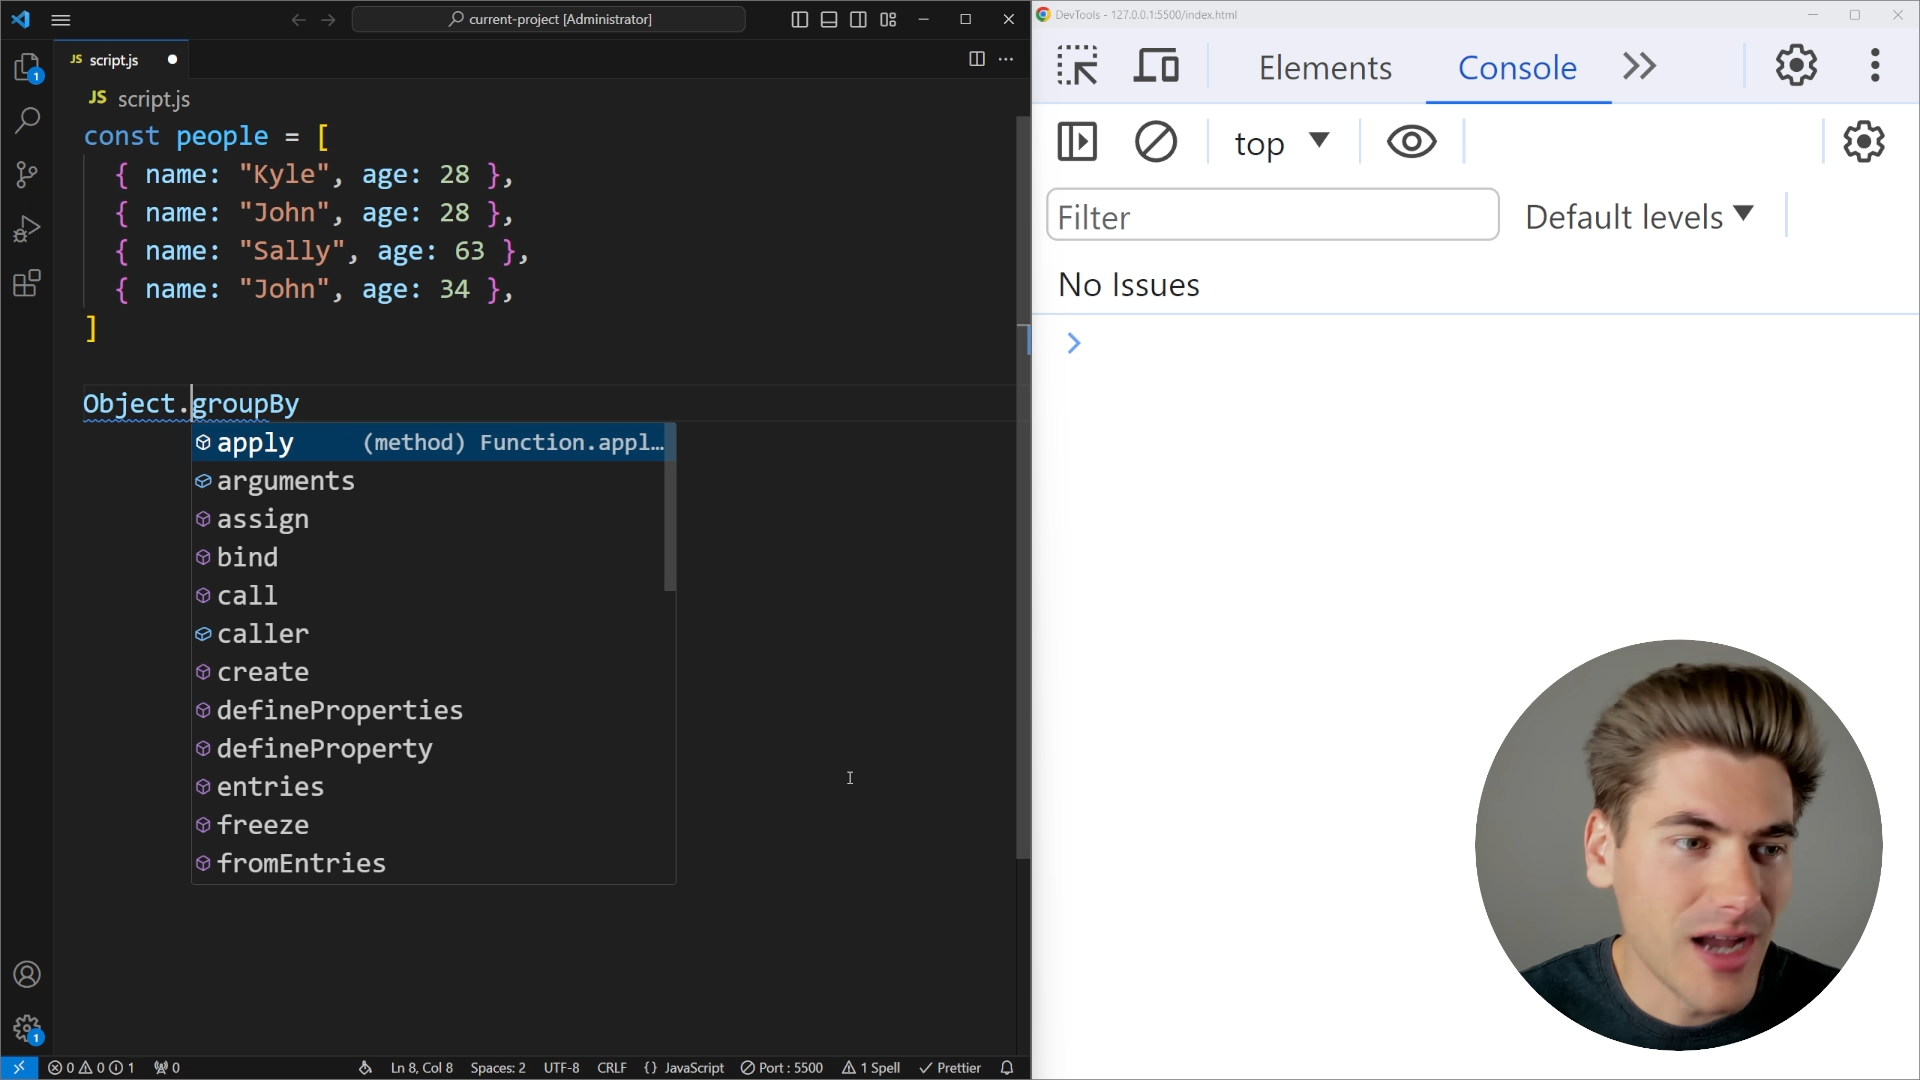 current-project [Administrator]
JS script.js
JS script.js
const people = [
{ name: "Kyle", age: 28 },
{ name: "John", age: 28 },
{ name: "Sally", age: 63 },
{ name: "John", age: 34 },
]
Object.groupBy
apply (method) Function.appl…
arguments
assign
bind
call
caller
create
defineProperties
defineProperty
entries
freeze
fromEntries
1
1
0 0 1 0 Ln 8, Col 8 Spaces: 2 UTF-8 CRLF {} JavaScript Port : 5500 1 Spell Prettier
DevTools - 127.0.0.1:5500/index.html
Elements Console
top
Filter Default levels
No Issues